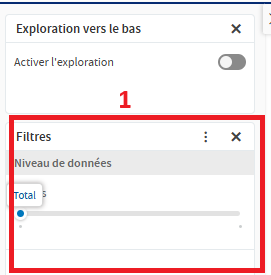 Exploration vers le bas
Activer l'exploration
1
Filtres
Niveau de données
Total